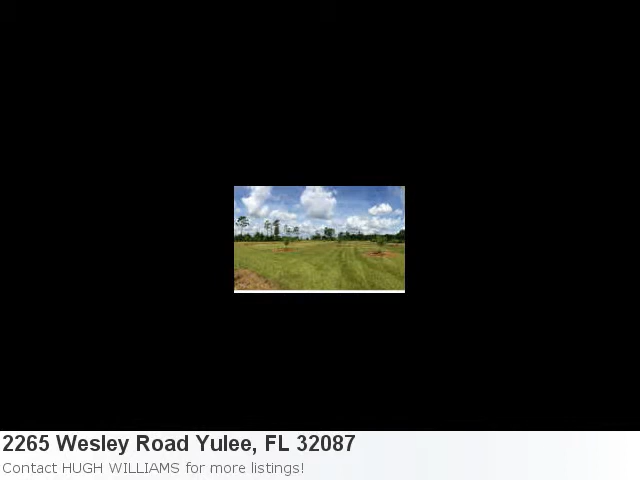 2265 Wesley Road Yulee, FL 32087
Contact HUGH WILLIAMS for more listings!